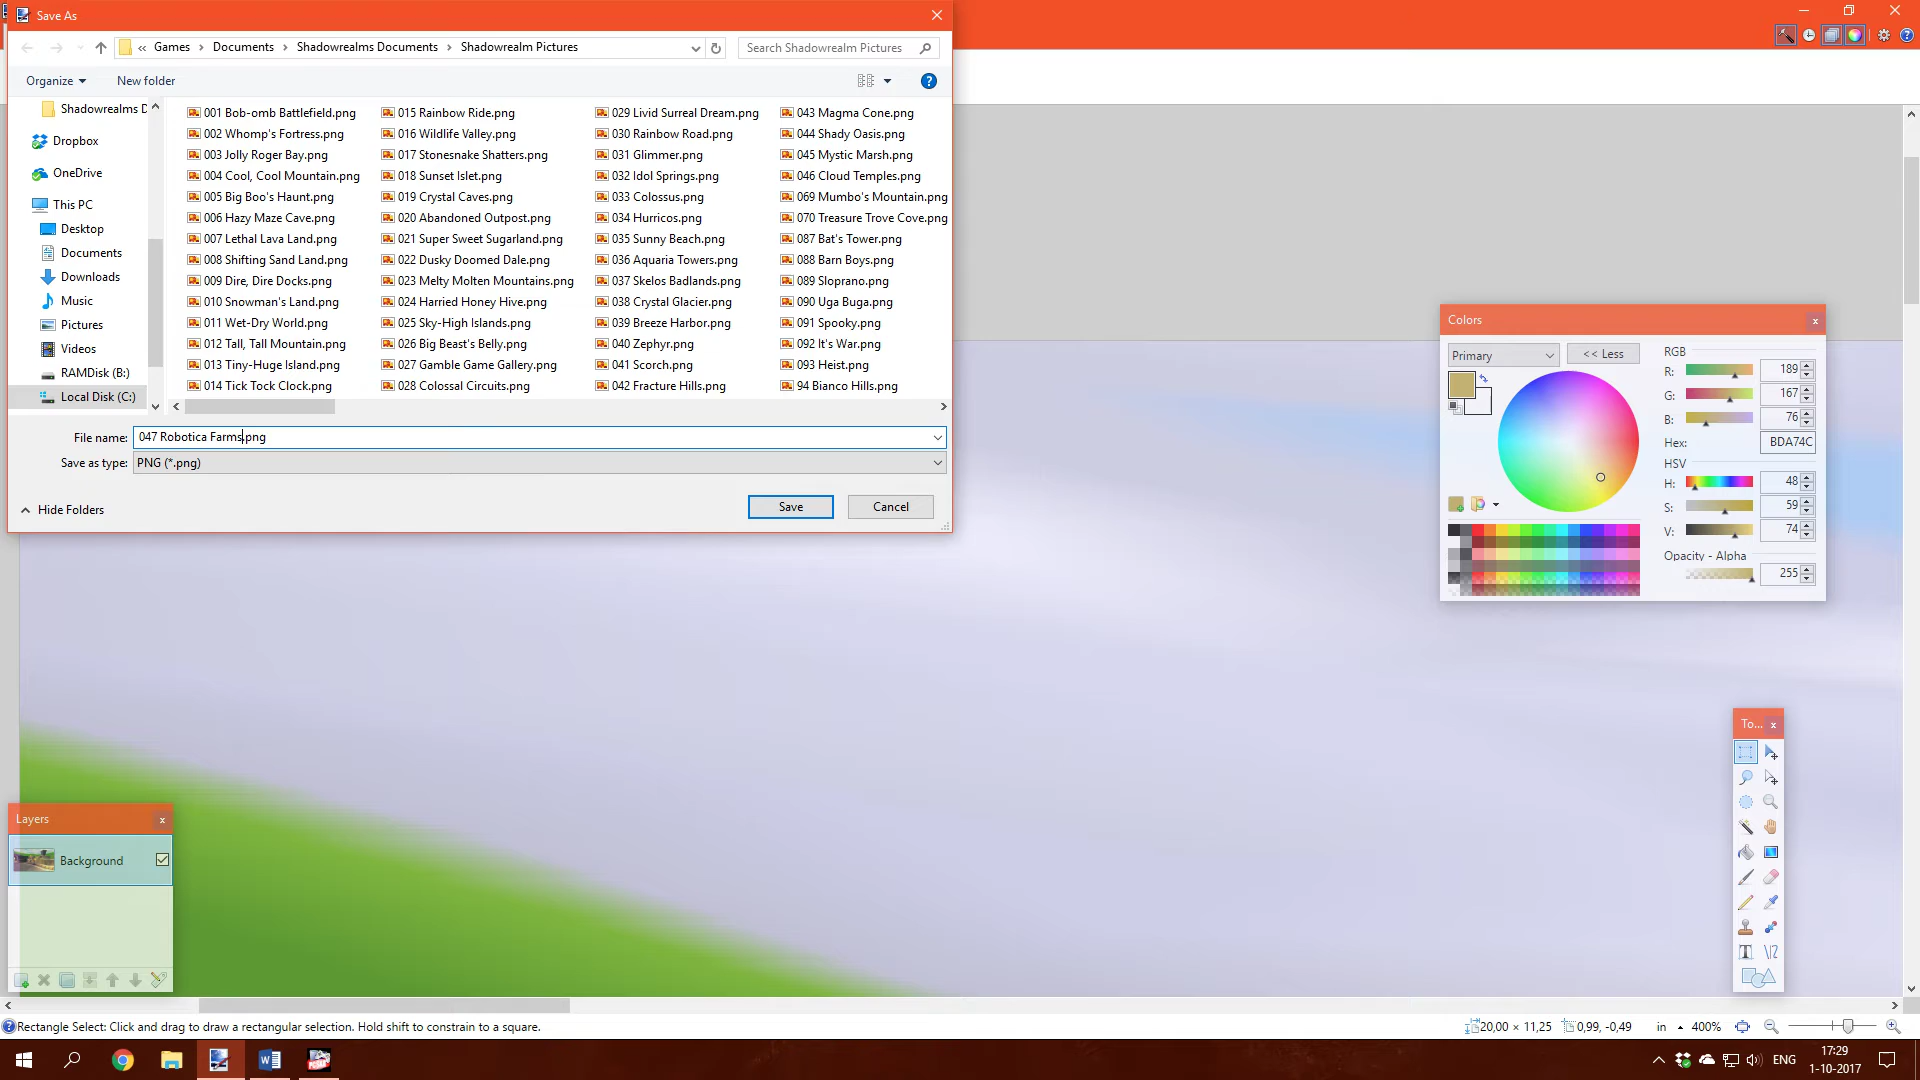 Save As
« Games › Documents › Shadowrealms Documents › Shadowrealm Pictures
Search Shadowrealm Pictures
Organize
New folder
Shadowrealms D
Dropbox
OneDrive
This PC
Desktop
Documents
Downloads
Music
Pictures
Videos
RAMDisk (B:)
Local Disk (C:)
001 Bob-omb Battlefield.png
002 Whomp's Fortress.png
003 Jolly Roger Bay.png
004 Cool, Cool Mountain.png
005 Big Boo's Haunt.png
006 Hazy Maze Cave.png
007 Lethal Lava Land.png
008 Shifting Sand Land.png
009 Dire, Dire Docks.png
010 Snowman's Land.png
011 Wet-Dry World.png
012 Tall, Tall Mountain.png
013 Tiny-Huge Island.png
014 Tick Tock Clock.png
015 Rainbow Ride.png
016 Wildlife Valley.png
017 Stonesnake Shatters.png
018 Sunset Islet.png
019 Crystal Caves.png
020 Abandoned Outpost.png
021 Super Sweet Sugarland.png
022 Dusky Doomed Dale.png
023 Melty Molten Mountains.png
024 Harried Honey Hive.png
025 Sky-High Islands.png
026 Big Beast's Belly.png
027 Gamble Game Gallery.png
028 Colossal Circuits.png
029 Livid Surreal Dream.png
030 Rainbow Road.png
031 Glimmer.png
032 Idol Springs.png
033 Colossus.png
034 Hurricos.png
035 Sunny Beach.png
036 Aquaria Towers.png
037 Skelos Badlands.png
038 Crystal Glacier.png
039 Breeze Harbor.png
040 Zephyr.png
041 Scorch.png
042 Fracture Hills.png
043 Magma Cone.png
044 Shady Oasis.png
045 Mystic Marsh.png
046 Cloud Temples.png
069 Mumbo's Mountain.png
070 Treasure Trove Cove.png
087 Bat's Tower.png
088 Barn Boys.png
089 Sloprano.png
090 Uga Buga.png
091 Spooky.png
092 It's War.png
093 Heist.png
94 Bianco Hills.png
File name: 047 Robotica Farms.png
Save as type: PNG (*.png)
Hide Folders
Save
Cancel
Colors
Primary
<< Less
RGB
R: 189
G: 167
B: 76
Hex: BDA74C
HSV
H: 48
S: 59
V: 74
Opacity - Alpha
255
To...
Layers
Background
Rectangle Select: Click and drag to draw a rectangular selection. Hold shift to constrain to a square.
20,00 × 11,25
0,99, -0,49
in
400%
ENG
17:29
1-10-2017